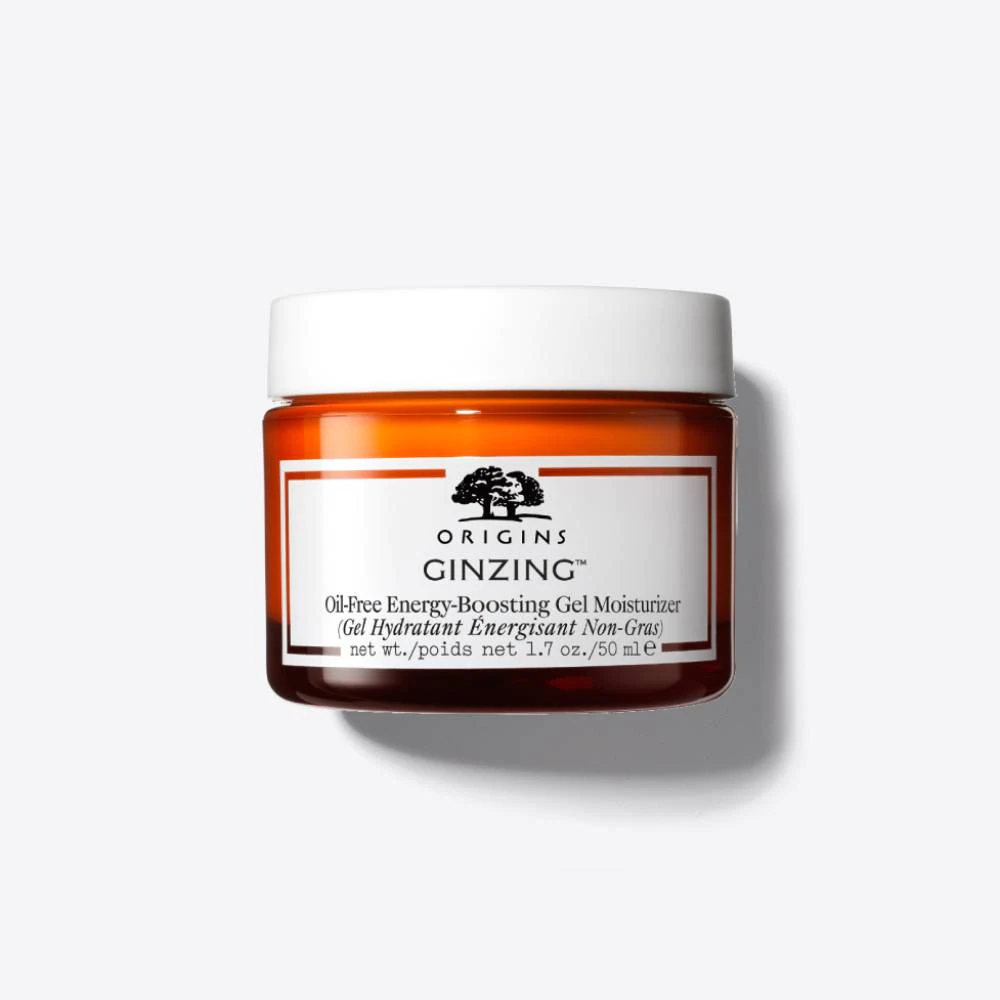 ORIGINS
GINZING™
Oil-Free Energy-Boosting Gel Moisturizer
(Gel Hydratant Énergisant Non-Gras)
net wt./poids net 1.7 oz./50 ml℮